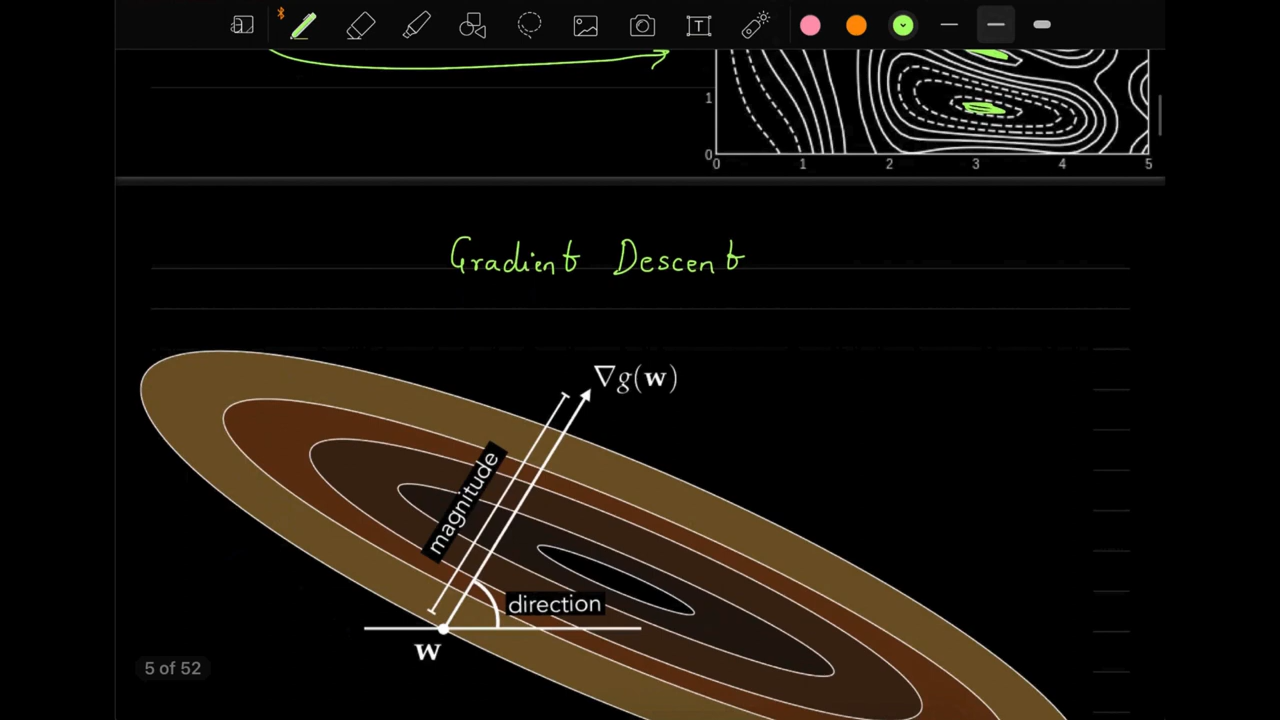 T
1
0
0 1 2 3 4 5
Gradient Descent
∇g(w)
magnitude
direction
w
5 of 52